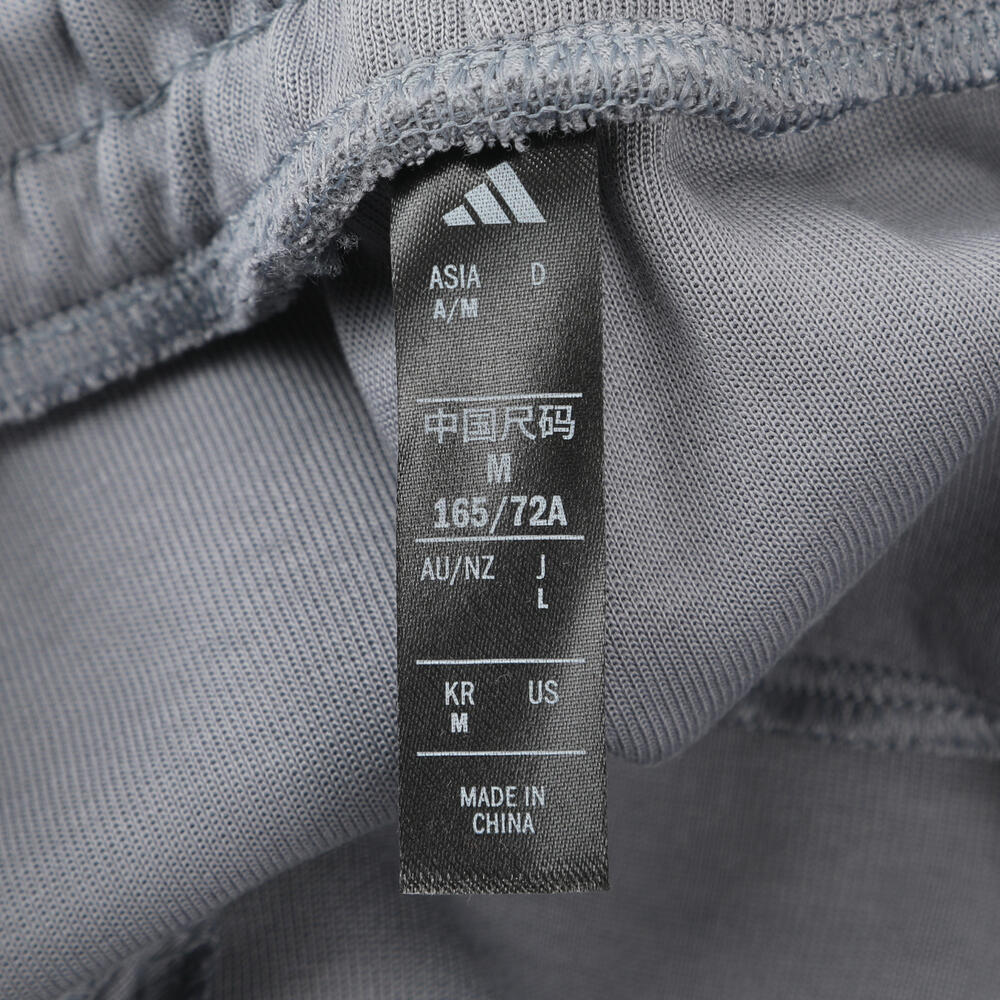 ASIA D
A/M
中国尺码
M
165/72A
AU/NZ J
L
KR US
M
MADE IN
CHINA